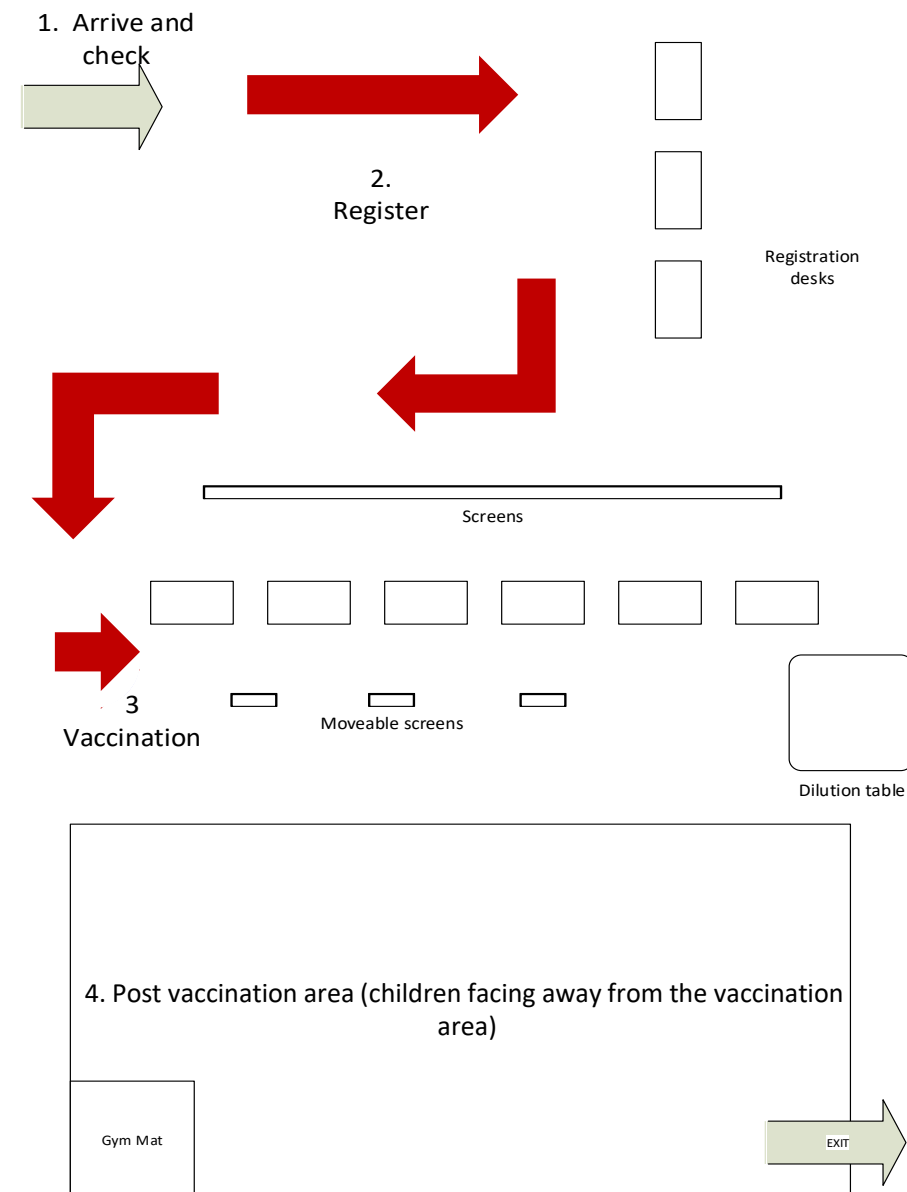 1. Arrive and
check
2.
Register
Registration
desks
Screens
3
Vaccination
Moveable screens
Dilution table
4. Post vaccination area (children facing away from the vaccination
area)
Gym Mat
EXIT